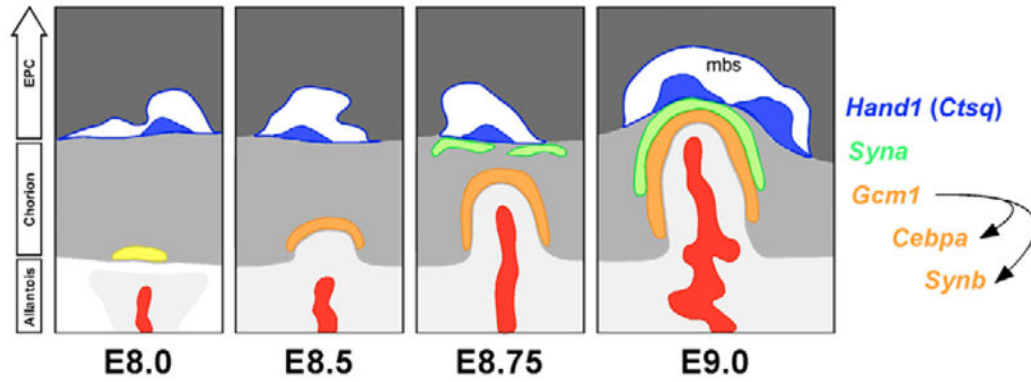 EPC
Chorion
Allantois
mbs
Hand1 (Ctsq)
Syna
Gcm1
Cebpa
Synb
E8.0 E8.5 E8.75 E9.0